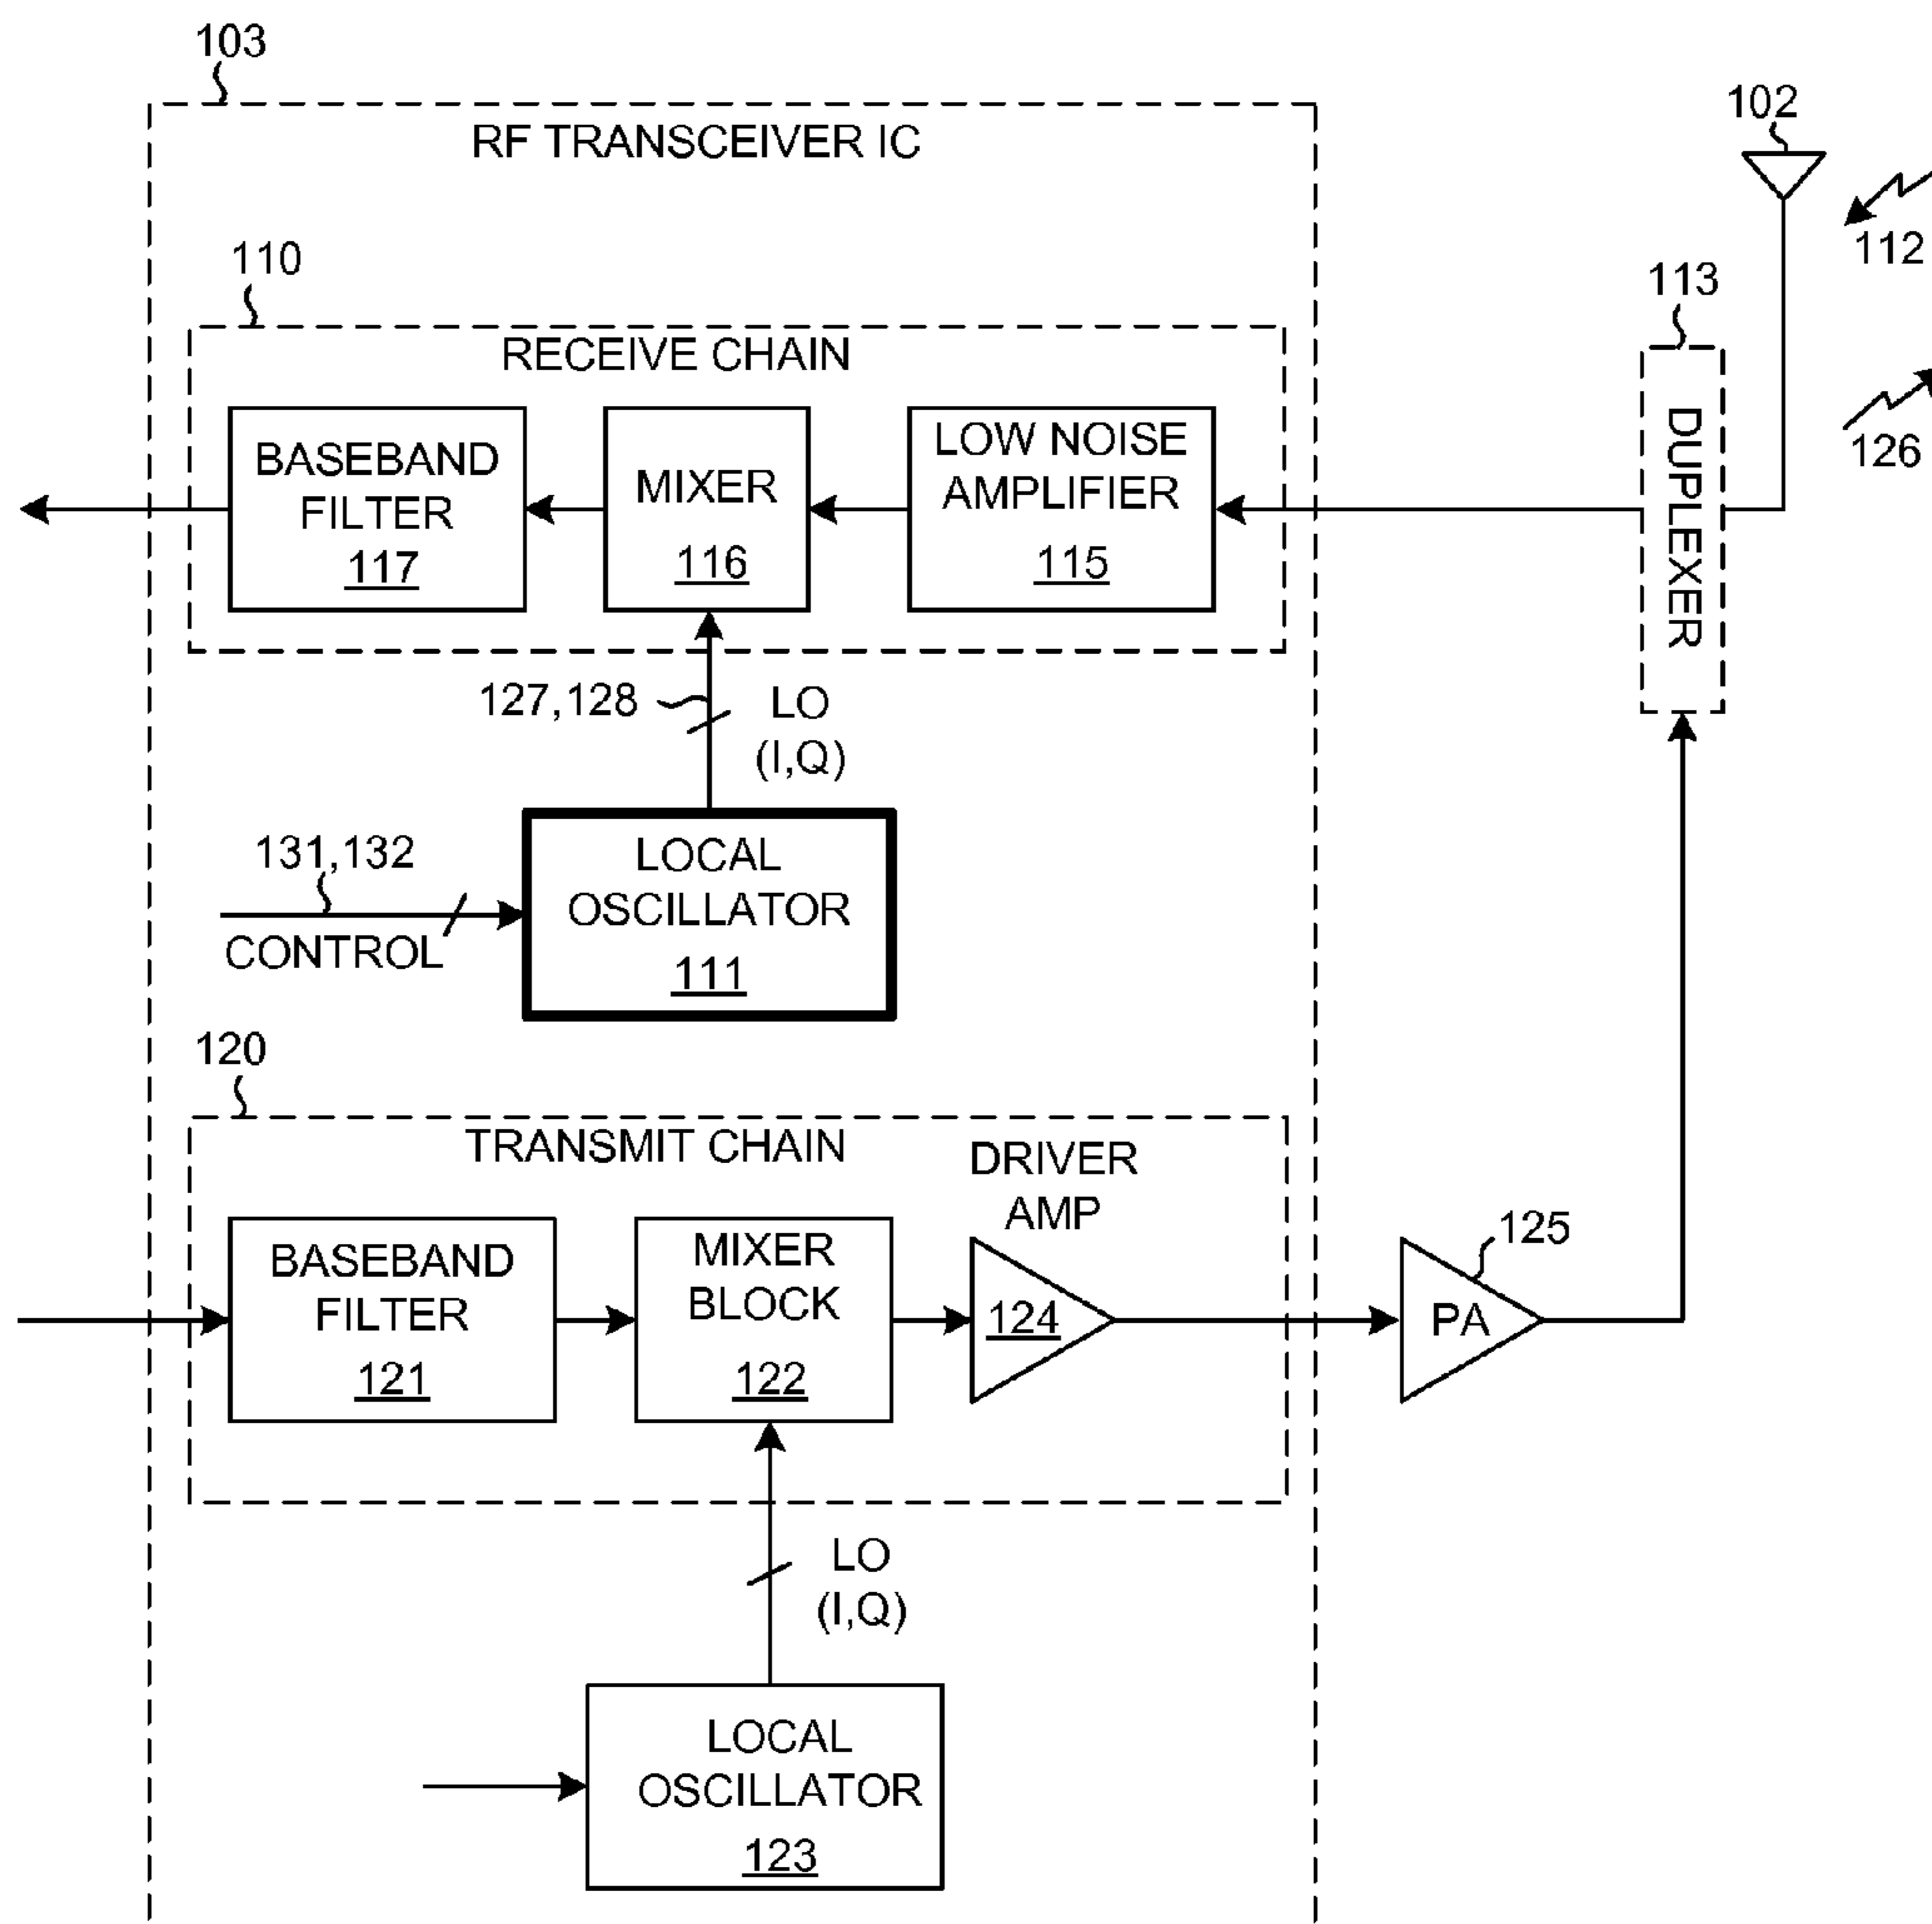 103
RF TRANSCEIVER IC
102
112
110
113
RECEIVE CHAIN
BASEBAND
FILTER
117
MIXER
116
LOW NOISE
AMPLIFIER
115
DUPLEXER
126
127,128
LO
(I,Q)
131,132
CONTROL
LOCAL
OSCILLATOR
111
120
TRANSMIT CHAIN
DRIVER
AMP
BASEBAND
FILTER
121
MIXER
BLOCK
122
124
125
PA
LO
(I,Q)
LOCAL
OSCILLATOR
123